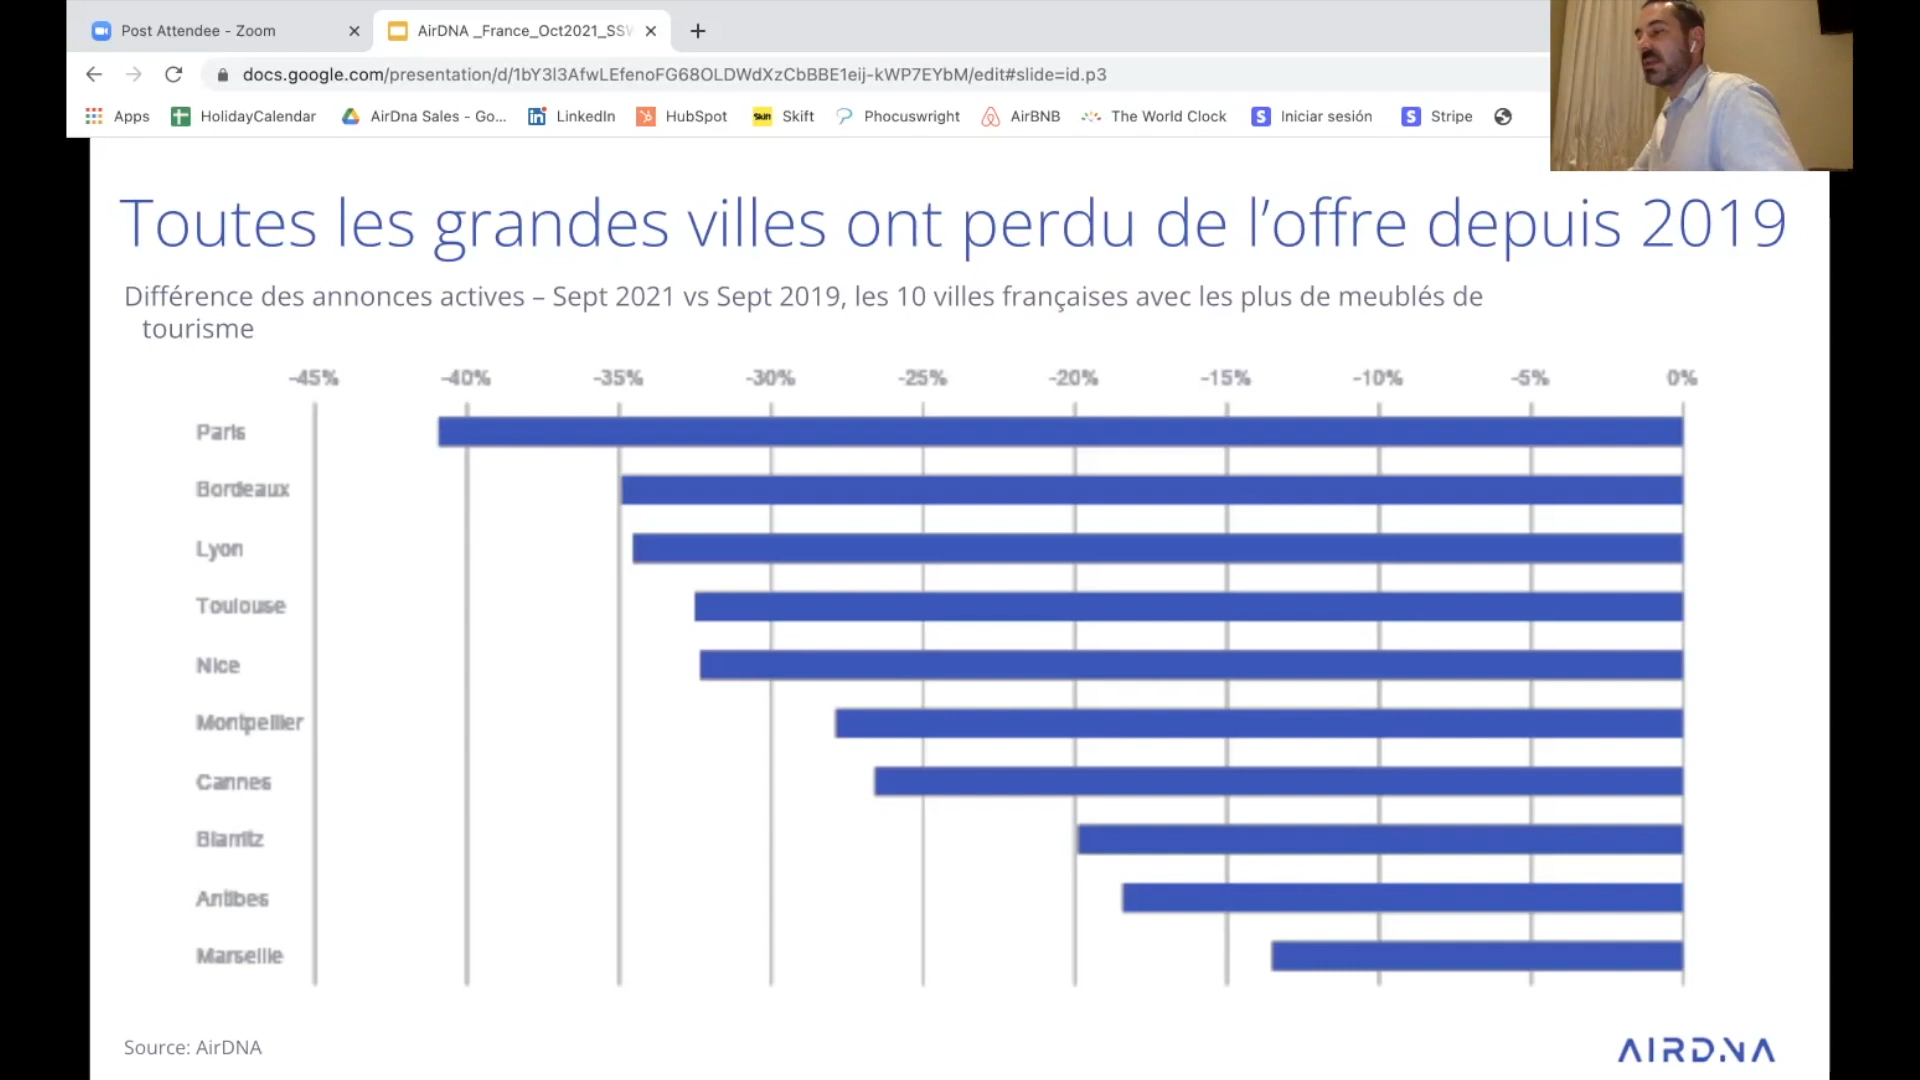 Post Attendee - Zoom
AirDNA _France_Oct2021_SSW
docs.google.com/presentation/d/1bY3l3AfwLEfenoFG68OLDWdXzCbBBE1eij-kWP7EYbM/edit#slide=id.p3
Apps HolidayCalendar AirDna Sales - Go... LinkedIn HubSpot Skift Phocuswright AirBNB The World Clock Iniciar sesión Stripe
Toutes les grandes villes ont perdu de l’offre depuis 2019
Différence des annonces actives – Sept 2021 vs Sept 2019, les 10 villes françaises avec les plus de meublés de
tourisme
-45% -40% -35% -30% -25% -20% -15% -10% -5% 0%
Paris
Bordeaux
Lyon
Toulouse
Nice
Montpellier
Cannes
Biarritz
Antibes
Marseille
Source: AirDNA
AIRDNA